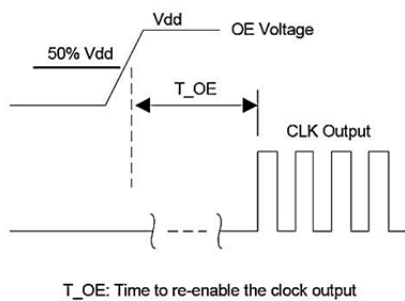 Vdd
OE Voltage
50% Vdd
T_OE
CLK Output
T_OE: Time to re-enable the clock output